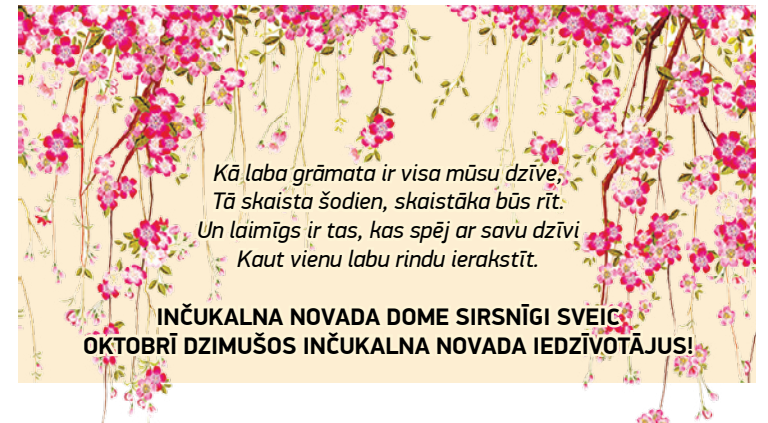 Kā laba grāmata ir visa mūsu dzīve,
Tā skaista šodien, skaistāka būs rīt.
Un laimīgs ir tas, kas spēj ar savu dzīvi
Kaut vienu labu rindu ierakstīt.
INČUKALNA NOVADA DOME SIRSNĪGI SVEIC
OKTOBRĪ DZIMUŠOS INČUKALNA NOVADA IEDZĪVOTĀJUS!